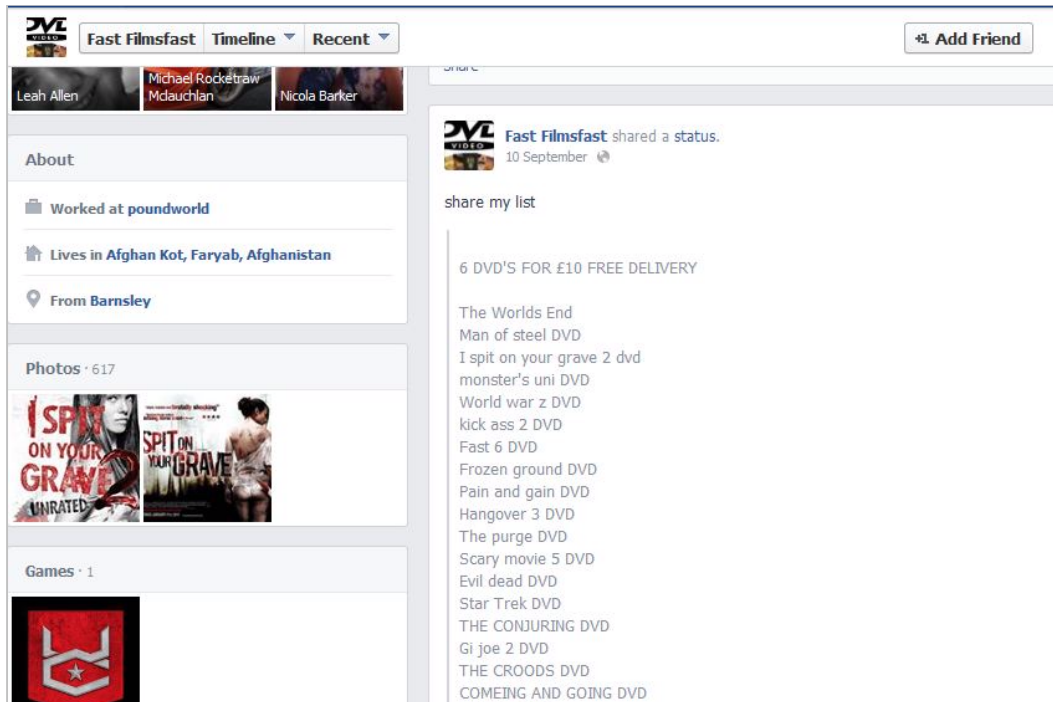 DVD
VIDEO
Fast Filmsfast
Timeline
Recent
+1 Add Friend
Leah Allen
Michael Rocketraw
Mclauchlan
Nicola Barker
About
Worked at poundworld
Lives in Afghan Kot, Faryab, Afghanistan
From Barnsley
Photos · 617
I SPIT
ON YOUR
GRAVE
2
UNRATED
SPIT ON
YOUR GRAVE
Games · 1
DVD
VIDEO
Fast Filmsfast shared a status.
10 September
share my list
6 DVD'S FOR £10 FREE DELIVERY
The Worlds End
Man of steel DVD
I spit on your grave 2 dvd
monster's uni DVD
World war z DVD
kick ass 2 DVD
Fast 6 DVD
Frozen ground DVD
Pain and gain DVD
Hangover 3 DVD
The purge DVD
Scary movie 5 DVD
Evil dead DVD
Star Trek DVD
THE CONJURING DVD
Gi joe 2 DVD
THE CROODS DVD
COMEING AND GOING DVD